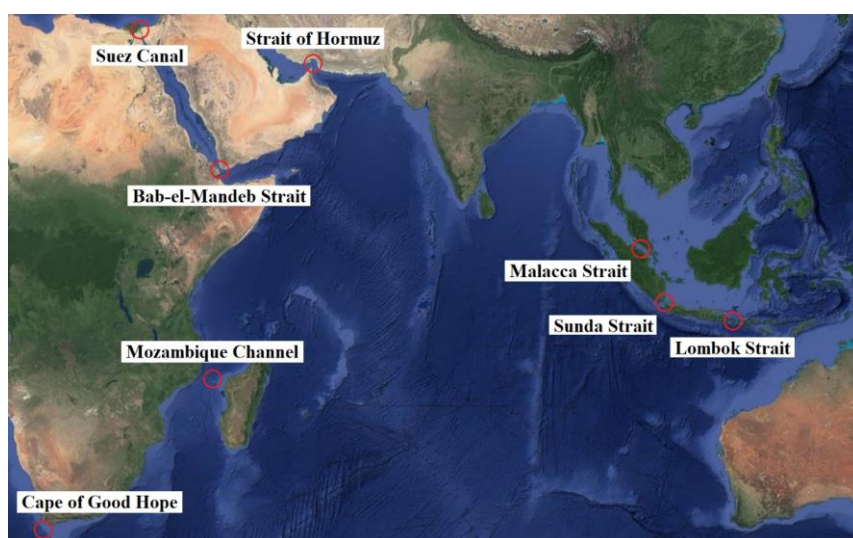 Strait of Hormuz
Suez Canal
Bab-el-Mandeb Strait
Malacca Strait
Sunda Strait
Lombok Strait
Mozambique Channel
Cape of Good Hope